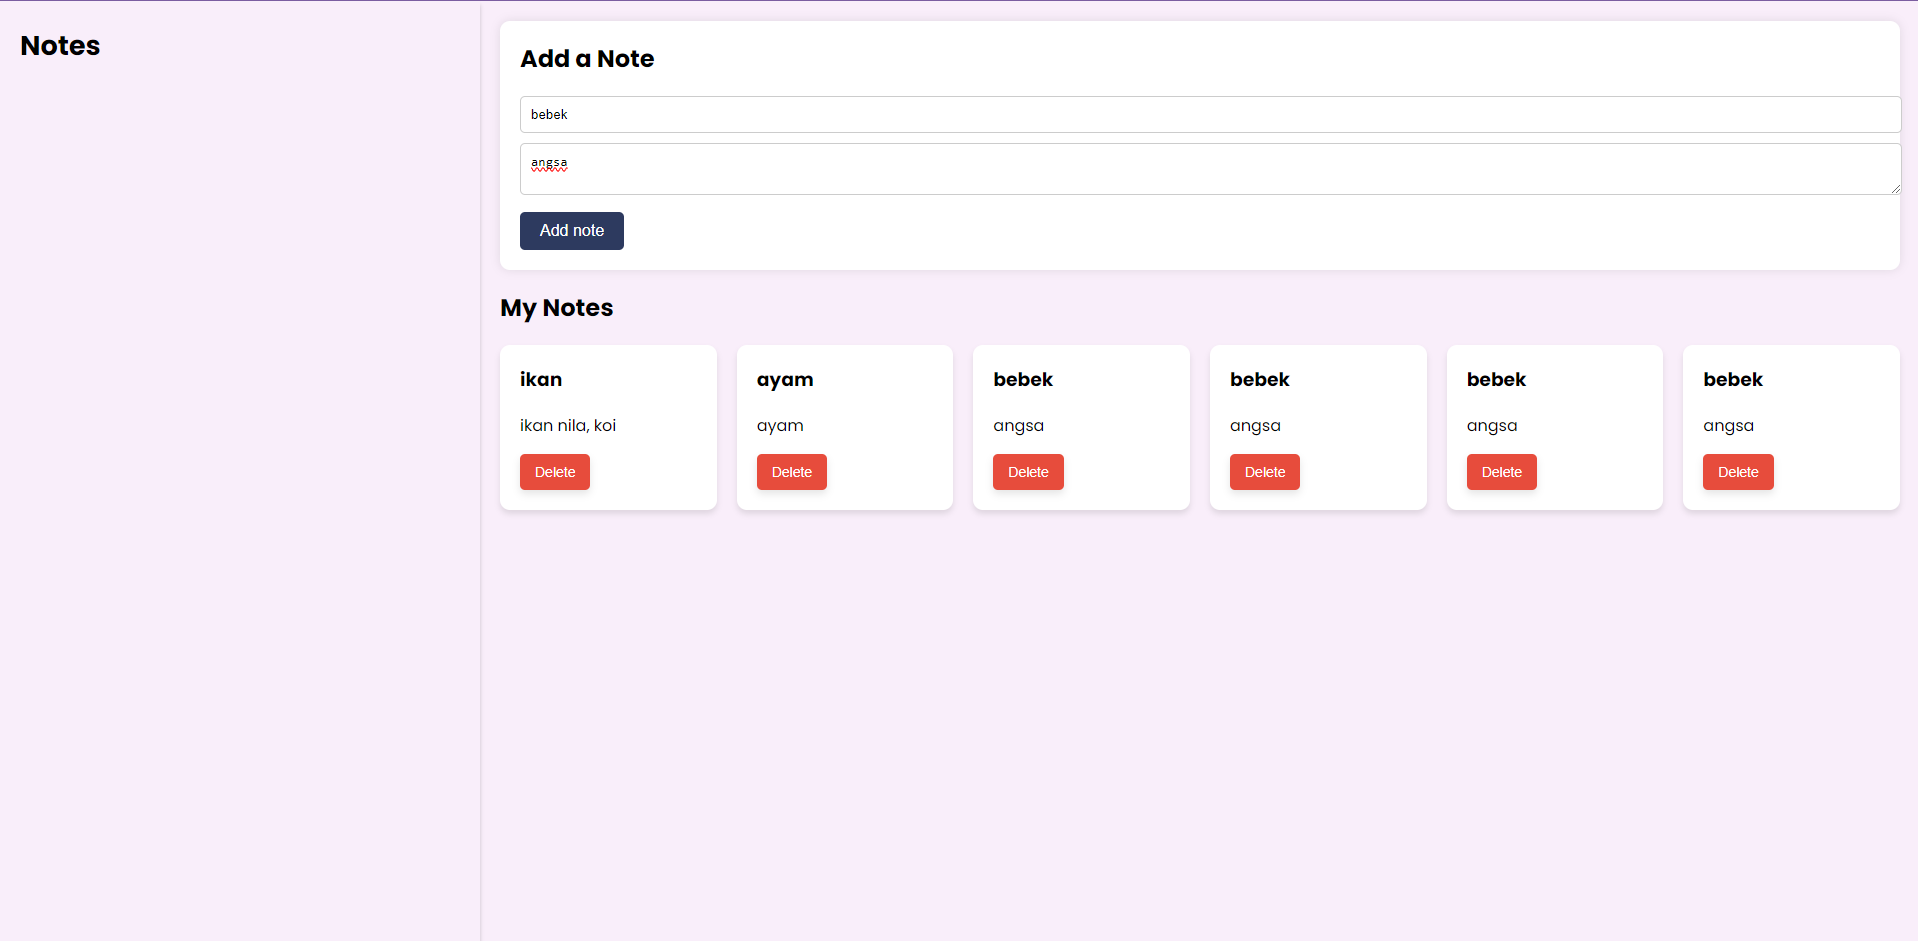 Notes
Add a Note
bebek
angsa
Add note
My Notes
ikan
ikan nila, koi
Delete
ayam
ayam
Delete
bebek
angsa
Delete
bebek
angsa
Delete
bebek
angsa
Delete
bebek
angsa
Delete